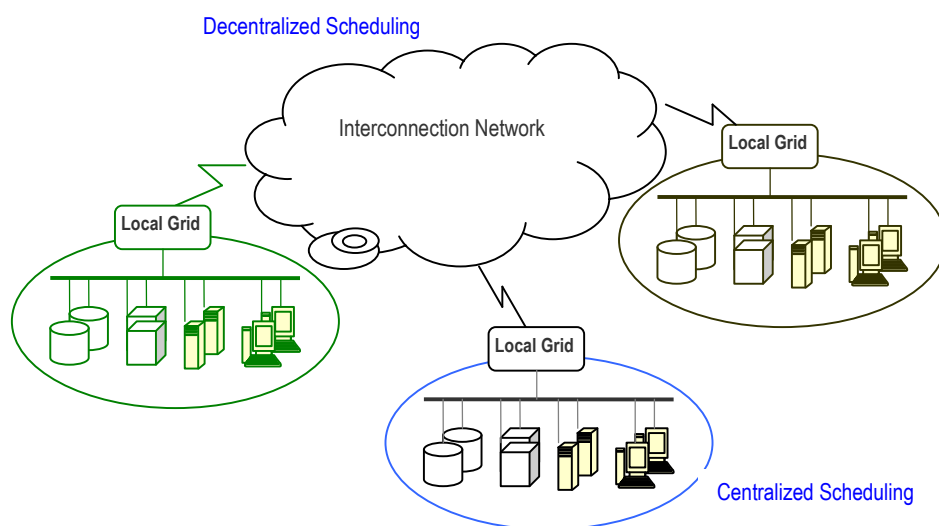 Decentralized Scheduling
Interconnection Network
Local Grid
Local Grid
Local Grid
Centralized Scheduling